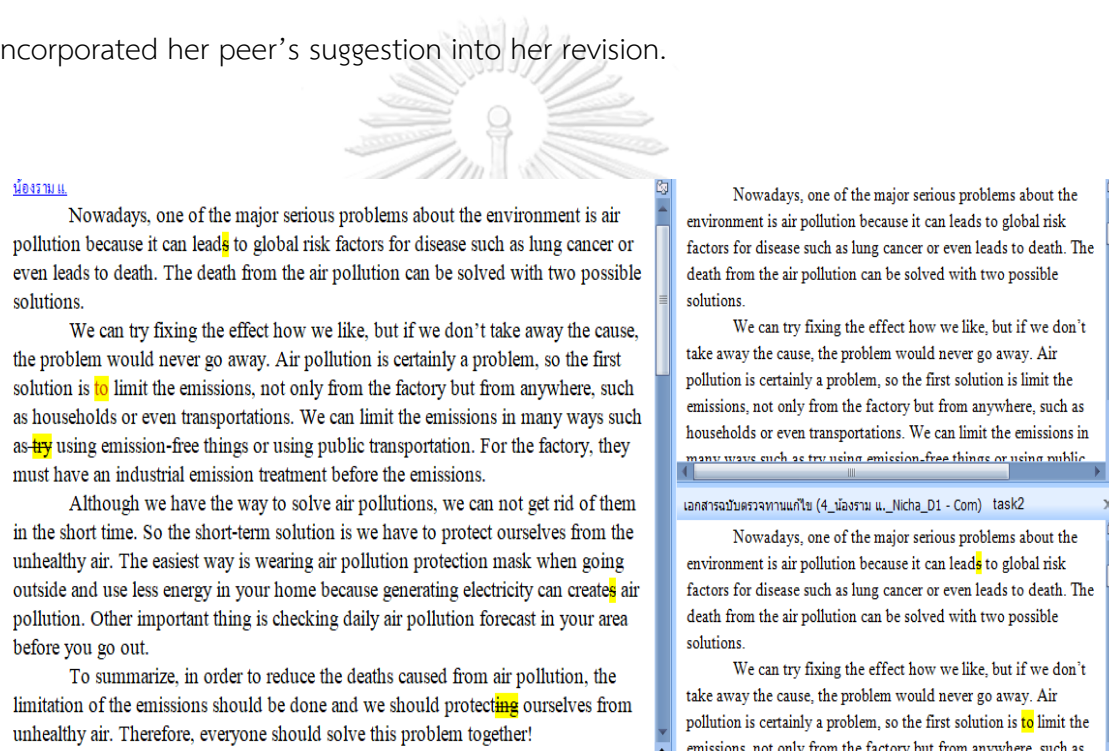 ncorporated her peer's suggestion into her revision.
น้องราม แ.
Nowadays, one of the major serious problems about the environment is air
pollution because it can leads to global risk factors for disease such as lung cancer or
even leads to death. The death from the air pollution can be solved with two possible
solutions.
We can try fixing the effect how we like, but if we don't take away the cause,
the problem would never go away. Air pollution is certainly a problem, so the first
solution is to limit the emissions, not only from the factory but from anywhere, such
as households or even transportations. We can limit the emissions in many ways such
as try using emission-free things or using public transportation. For the factory, they
must have an industrial emission treatment before the emissions.
Although we have the way to solve air pollutions, we can not get rid of them
in the short time. So the short-term solution is we have to protect ourselves from the
unhealthy air. The easiest way is wearing air pollution protection mask when going
outside and use less energy in your home because generating electricity can creates air
pollution. Other important thing is checking daily air pollution forecast in your area
before you go out.
To summarize, in order to reduce the deaths caused from air pollution, the
limitation of the emissions should be done and we should protecting ourselves from
unhealthy air. Therefore, everyone should solve this problem together!
Nowadays, one of the major serious problems about the
environment is air pollution because it can leads to global risk
factors for disease such as lung cancer or even leads to death. The
death from the air pollution can be solved with two possible
solutions.
We can try fixing the effect how we like, but if we don't
take away the cause, the problem would never go away. Air
pollution is certainly a problem, so the first solution is limit the
emissions, not only from the factory but from anywhere, such as
households or even transportations. We can limit the emissions in
many ways such as try using emission-free things or using public
เอกสารฉบับตรวจทานแก้ไข (4_น้องราม แ._Nicha_D1 - Com) task2
Nowadays, one of the major serious problems about the
environment is air pollution because it can leads to global risk
factors for disease such as lung cancer or even leads to death. The
death from the air pollution can be solved with two possible
solutions.
We can try fixing the effect how we like, but if we don't
take away the cause, the problem would never go away. Air
pollution is certainly a problem, so the first solution is to limit the
emissions, not only from the factory but from anywhere, such as